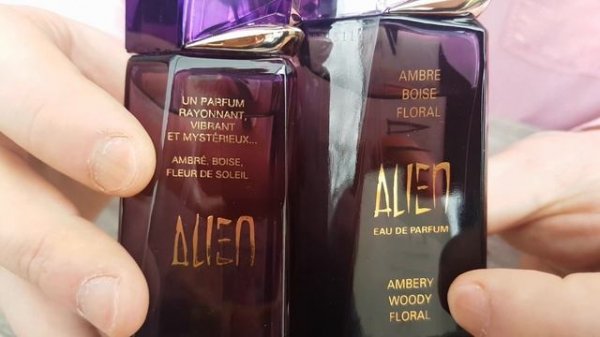 UN PARFUM
RAYONNANT,
VIBRANT
ET MYSTÉRIEUX...
AMBRÉ, BOISÉ,
FLEUR DE SOLEIL
ALIEN
AMBRE
BOISE
FLORAL
ALIEN
EAU DE PARFUM
AMBERY
WOODY
FLORAL